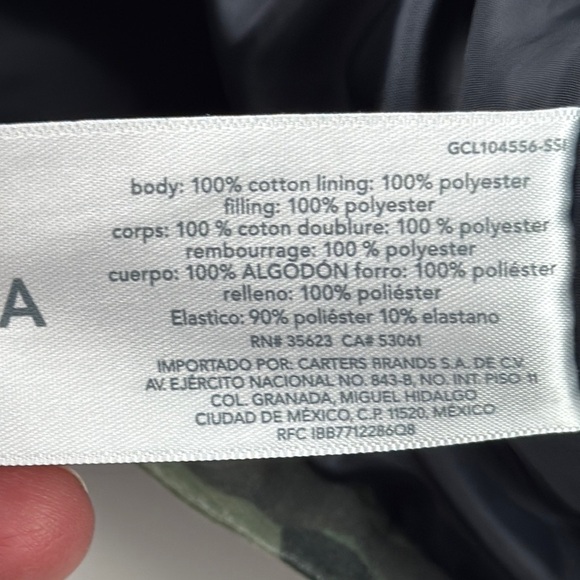 GCL104556-SS
body: 100% cotton lining: 100% polyester
filling: 100% polyester
corps: 100 % coton doublure: 100 % polyester
rembourrage: 100 % polyester
cuerpo: 100% ALGODÓN forro: 100% poliéster
relleno: 100% poliéster
A
Elastico: 90% poliéster 10% elastano
RN# 35623 CA# 53061
IMPORTADO POR: CARTERS BRANDS S.A. DE C.V.
AV. EJÉRCITO NACIONAL NO. 843-B, NO. INT. PISO 11
COL. GRANADA, MIGUEL HIDALGO
CIUDAD DE MÉXICO, C.P. 11520, MÉXICO
RFC IBB7712286Q8